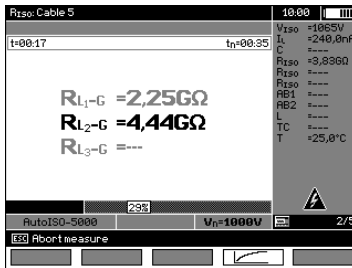 RISO: Cable 5
10:00
t=00:17 tn=00:35
RL1-G =2,25GΩ
RL2-G =4,44GΩ
RL3-G =---
29%
AutoISO-5000 Un=1000V
ESC Abort measure
VISO =1065V
IL =240,0nA
C =---
RISO =3,83GΩ
RISO =---
RISO =---
AB1 =---
AB2 =---
L =---
TC =---
T =25,0°C
2/5